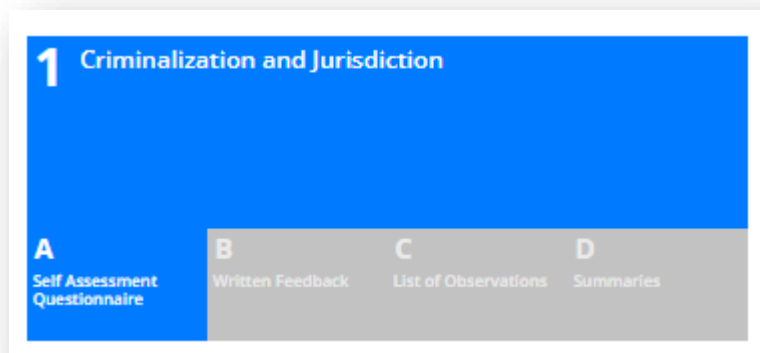 1 Criminalization and Jurisdiction
A
Self Assessment
Questionnaire
B
Written Feedback
C
List of Observations
D
Summaries